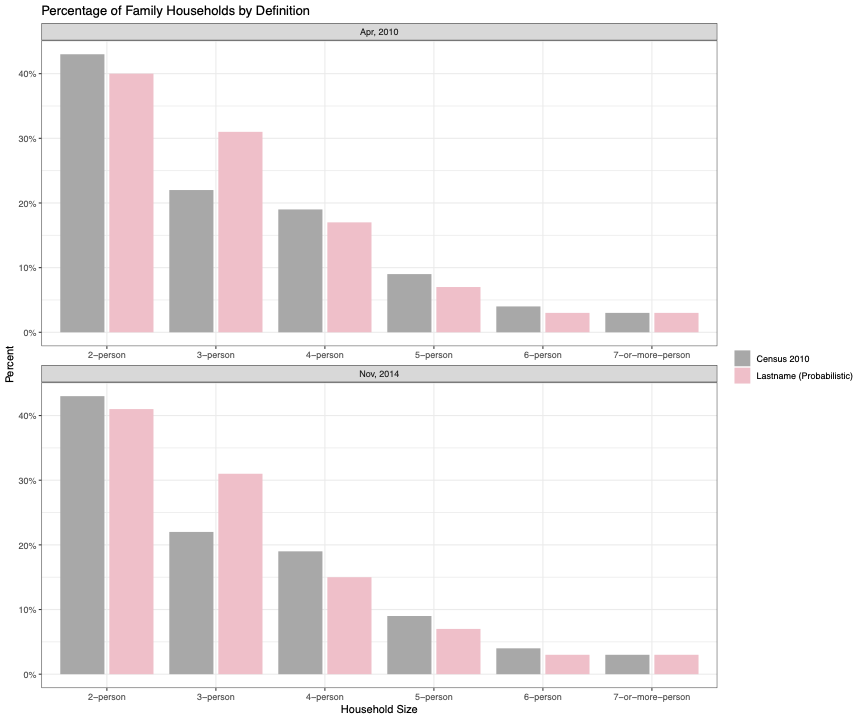 Percentage of Family Households by Definition
Apr, 2010
40%
30%
20%
10%
0%
2−person
3−person
4−person
5−person
6−person
7−or−more−person
Percent
Nov, 2014
40%
30%
20%
10%
0%
2−person
3−person
4−person
5−person
6−person
7−or−more−person
Household Size
Census 2010
Lastname (Probabilistic)